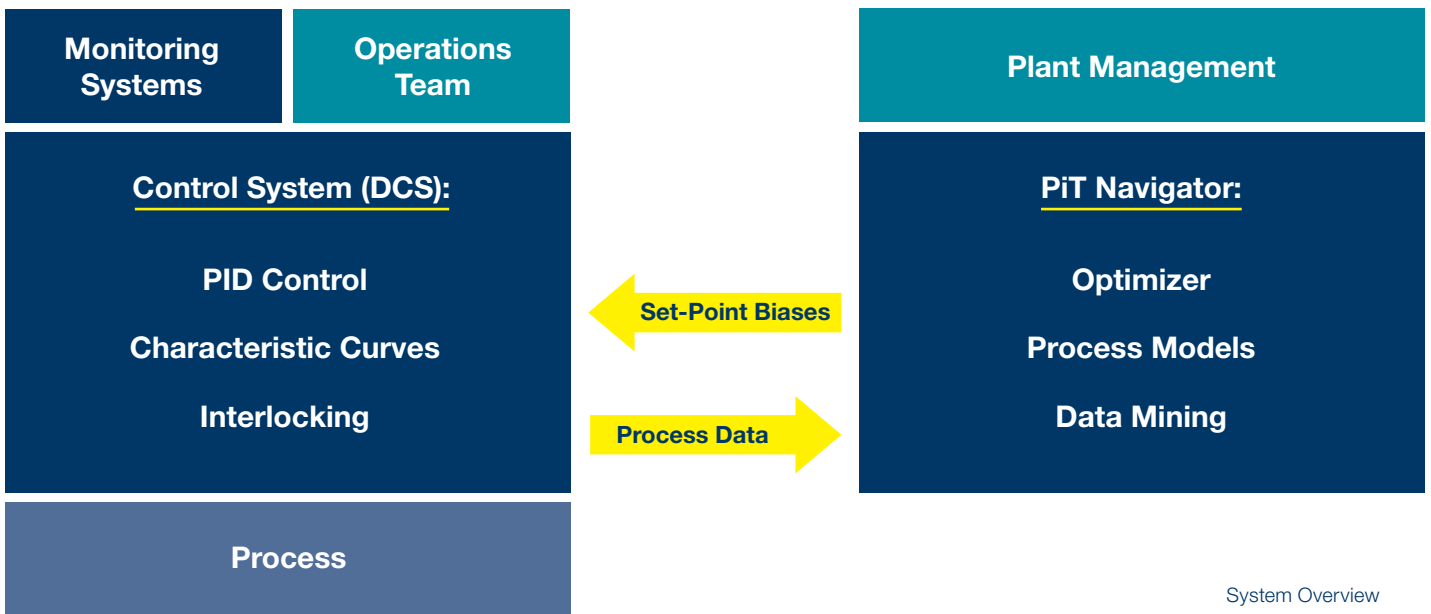 Monitoring
Systems
Operations
Team
Plant Management
Control System (DCS):
PID Control
Characteristic Curves
Interlocking
Set-Point Biases
Process Data
PiT Navigator:
Optimizer
Process Models
Data Mining
Process
System Overview